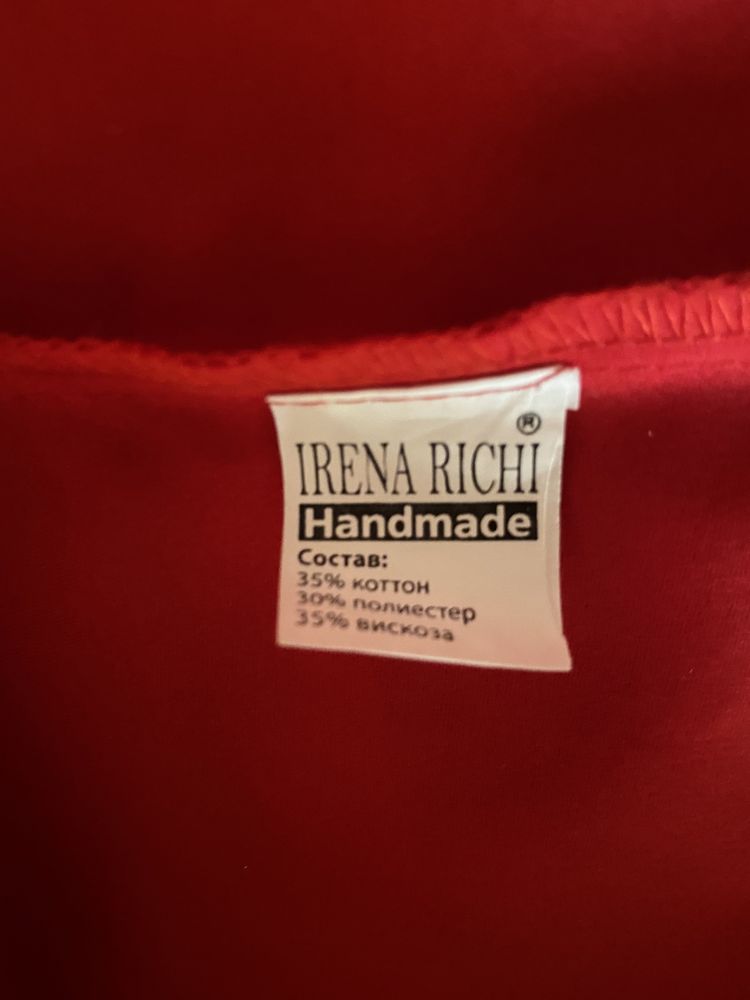 ®
IRENA RICHI
Handmade
Состав:
35% коттон
30% полиестер
35% вискоза